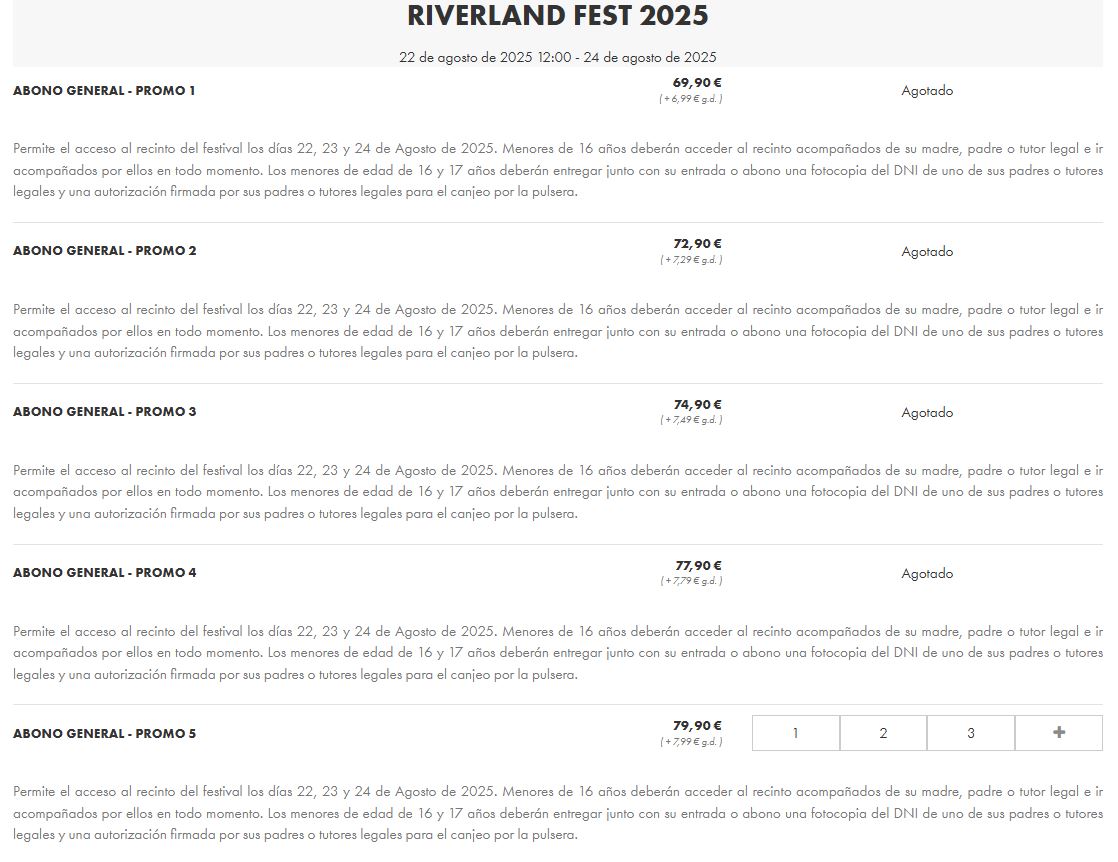 RIVERLAND FEST 2025
22 de agosto de 2025 12:00 - 24 de agosto de 2025
ABONO GENERAL - PROMO 1
69,90 €
( + 6,99 € g.d. )
Agotado
Permite el acceso al recinto del festival los días 22, 23 y 24 de Agosto de 2025. Menores de 16 años deberán acceder al recinto acompañados de su madre, padre o tutor legal e ir
acompañados por ellos en todo momento. Los menores de edad de 16 y 17 años deberán entregar junto con su entrada o abono una fotocopia del DNI de uno de sus padres o tutores
legales y una autorización firmada por sus padres o tutores legales para el canjeo por la pulsera.
ABONO GENERAL - PROMO 2
72,90 €
( + 7,29 € g.d. )
Agotado
Permite el acceso al recinto del festival los días 22, 23 y 24 de Agosto de 2025. Menores de 16 años deberán acceder al recinto acompañados de su madre, padre o tutor legal e ir
acompañados por ellos en todo momento. Los menores de edad de 16 y 17 años deberán entregar junto con su entrada o abono una fotocopia del DNI de uno de sus padres o tutores
legales y una autorización firmada por sus padres o tutores legales para el canjeo por la pulsera.
ABONO GENERAL - PROMO 3
74,90 €
( + 7,49 € g.d. )
Agotado
Permite el acceso al recinto del festival los días 22, 23 y 24 de Agosto de 2025. Menores de 16 años deberán acceder al recinto acompañados de su madre, padre o tutor legal e ir
acompañados por ellos en todo momento. Los menores de edad de 16 y 17 años deberán entregar junto con su entrada o abono una fotocopia del DNI de uno de sus padres o tutores
legales y una autorización firmada por sus padres o tutores legales para el canjeo por la pulsera.
ABONO GENERAL - PROMO 4
77,90 €
( + 7,79 € g.d. )
Agotado
Permite el acceso al recinto del festival los días 22, 23 y 24 de Agosto de 2025. Menores de 16 años deberán acceder al recinto acompañados de su madre, padre o tutor legal e ir
acompañados por ellos en todo momento. Los menores de edad de 16 y 17 años deberán entregar junto con su entrada o abono una fotocopia del DNI de uno de sus padres o tutores
legales y una autorización firmada por sus padres o tutores legales para el canjeo por la pulsera.
ABONO GENERAL - PROMO 5
79,90 €
( + 7,99 € g.d. )
1 2 3 +
Permite el acceso al recinto del festival los días 22, 23 y 24 de Agosto de 2025. Menores de 16 años deberán acceder al recinto acompañados de su madre, padre o tutor legal e ir
acompañados por ellos en todo momento. Los menores de edad de 16 y 17 años deberán entregar junto con su entrada o abono una fotocopia del DNI de uno de sus padres o tutores
legales y una autorización firmada por sus padres o tutores legales para el canjeo por la pulsera.